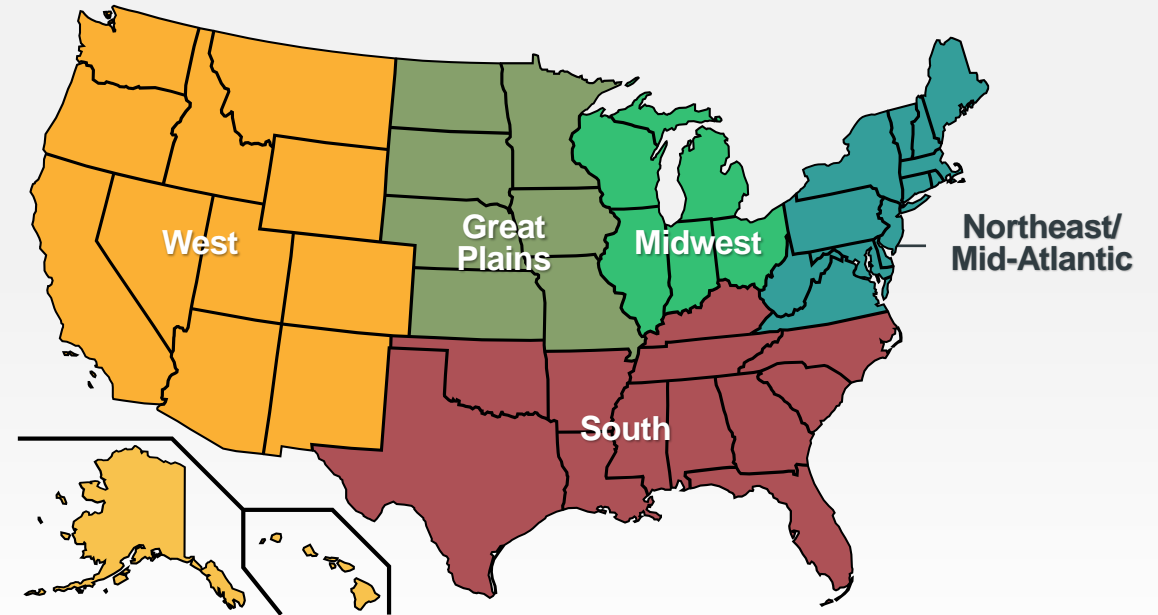 West
Great
Plains
Midwest
Northeast/
Mid-Atlantic
South